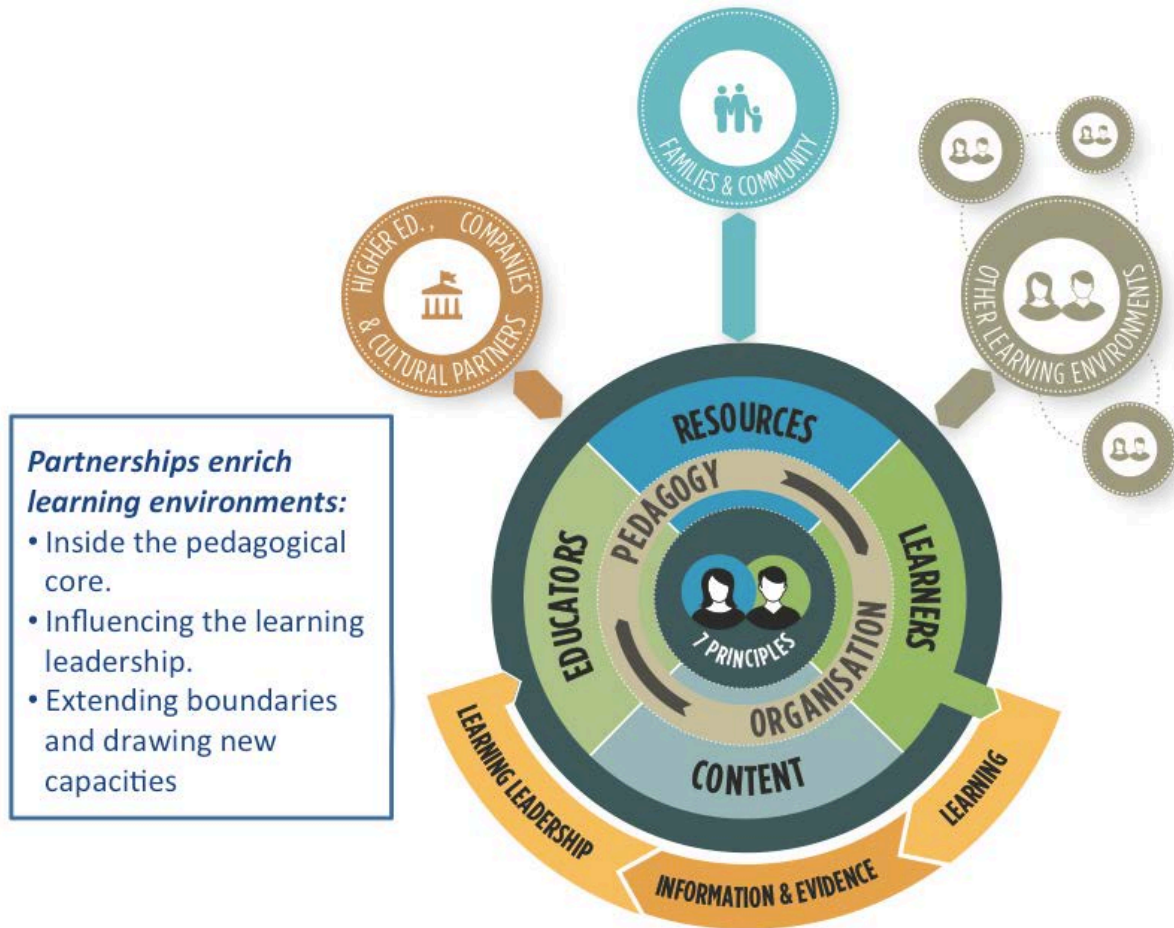 FAMILIES & COMMUNITY
HIGHER ED., COMPANIES
& CULTURAL PARTNERS
OTHER LEARNING ENVIRONMENTS
Partnerships enrich
learning environments:
• Inside the pedagogical
core.
• Influencing the learning
leadership.
• Extending boundaries
and drawing new
capacities
RESOURCES
PEDAGOGY
EDUCATORS
LEARNERS
7 PRINCIPLES
ORGANISATION
CONTENT
LEARNING LEADERSHIP
INFORMATION & EVIDENCE
LEARNING